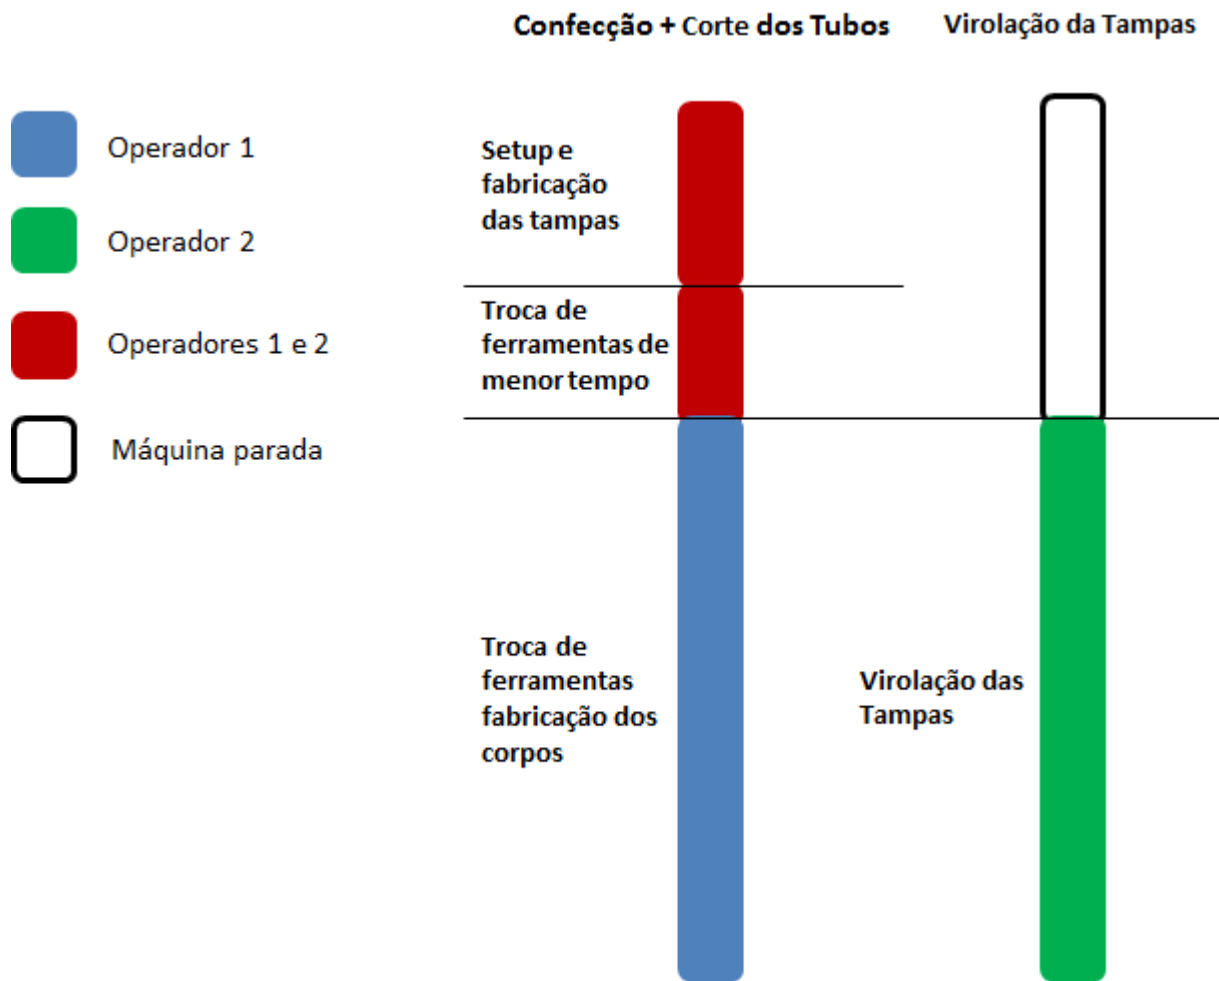 Confecção + Corte dos Tubos
Virolação da Tampas
Operador 1
Operador 2
Operadores 1 e 2
Máquina parada
Setup e
fabricação
das tampas
Troca de
ferramentas de
menor tempo
Troca de
ferramentas
fabricação dos
corpos
Virolação das
Tampas